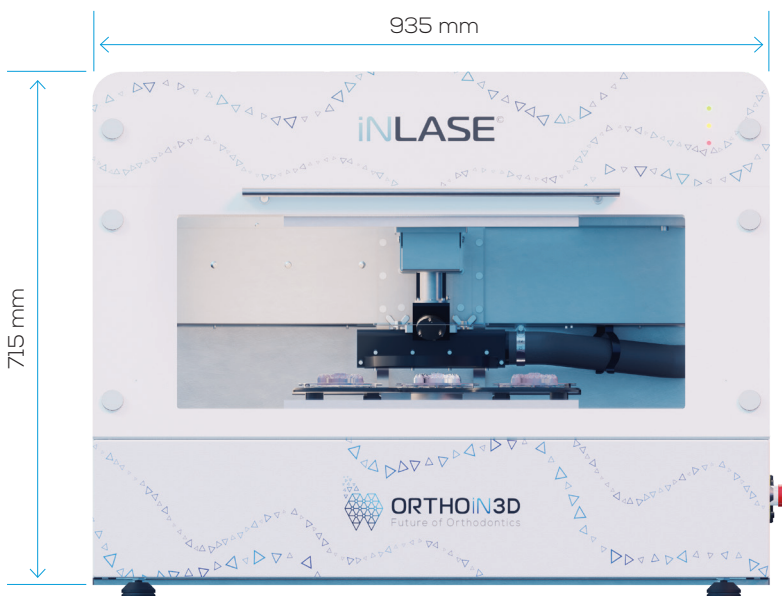 935 mm
715 mm
iNLASE©
ORTHOiN3D
Future of Orthodontics